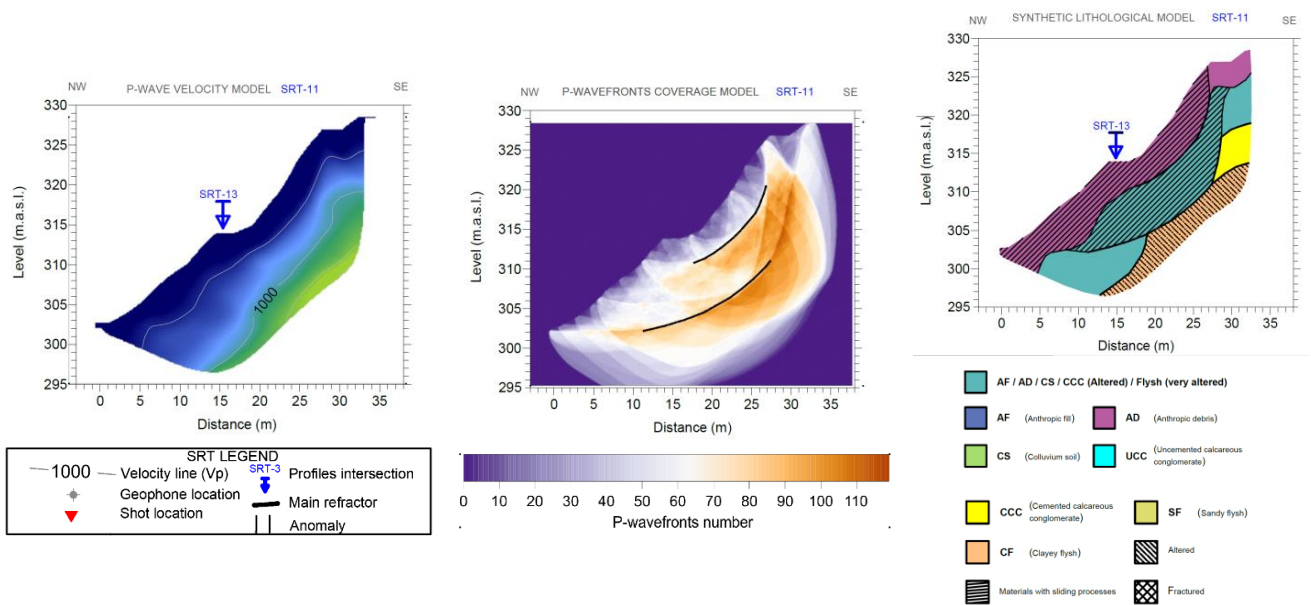 NW
P-WAVE VELOCITY MODEL SRT-11
SE
330
325
320
315
310
305
300
295
Level (m.a.s.l.)
SRT-13
1000
0 5 10 15 20 25 30 35
Distance (m)
NW
P-WAVEFRONTS COVERAGE MODEL SRT-11
SE
330
325
320
315
310
305
300
295
Level (m.a.s.l.)
0 5 10 15 20 25 30 35
Distance (m)
NW
SYNTHETIC LITHOLOGICAL MODEL SRT-11
SE
330
325
320
315
310
305
300
295
Level (m.a.s.l.)
SRT-13
0 5 10 15 20 25 30 35
Distance (m)
SRT LEGEND
1000 Velocity line (Vp)
Geophone location
Shot location
SRT-3 Profiles intersection
Main refractor
Anomaly
0 10 20 30 40 50 60 70 80 90 100 110
P-wavefronts number
AF / AD / CS / CCC (Altered) / Flysh (very altered)
AF (Anthropic fill)
AD (Anthropic debris)
CS (Colluvium soil)
UCC (Uncemented calcareous
conglomerate)
CCC (Cemented calcareous
conglomerate)
SF (Sandy flysh)
CF (Clayey flysh)
Altered
Materials with sliding processes
Fractured